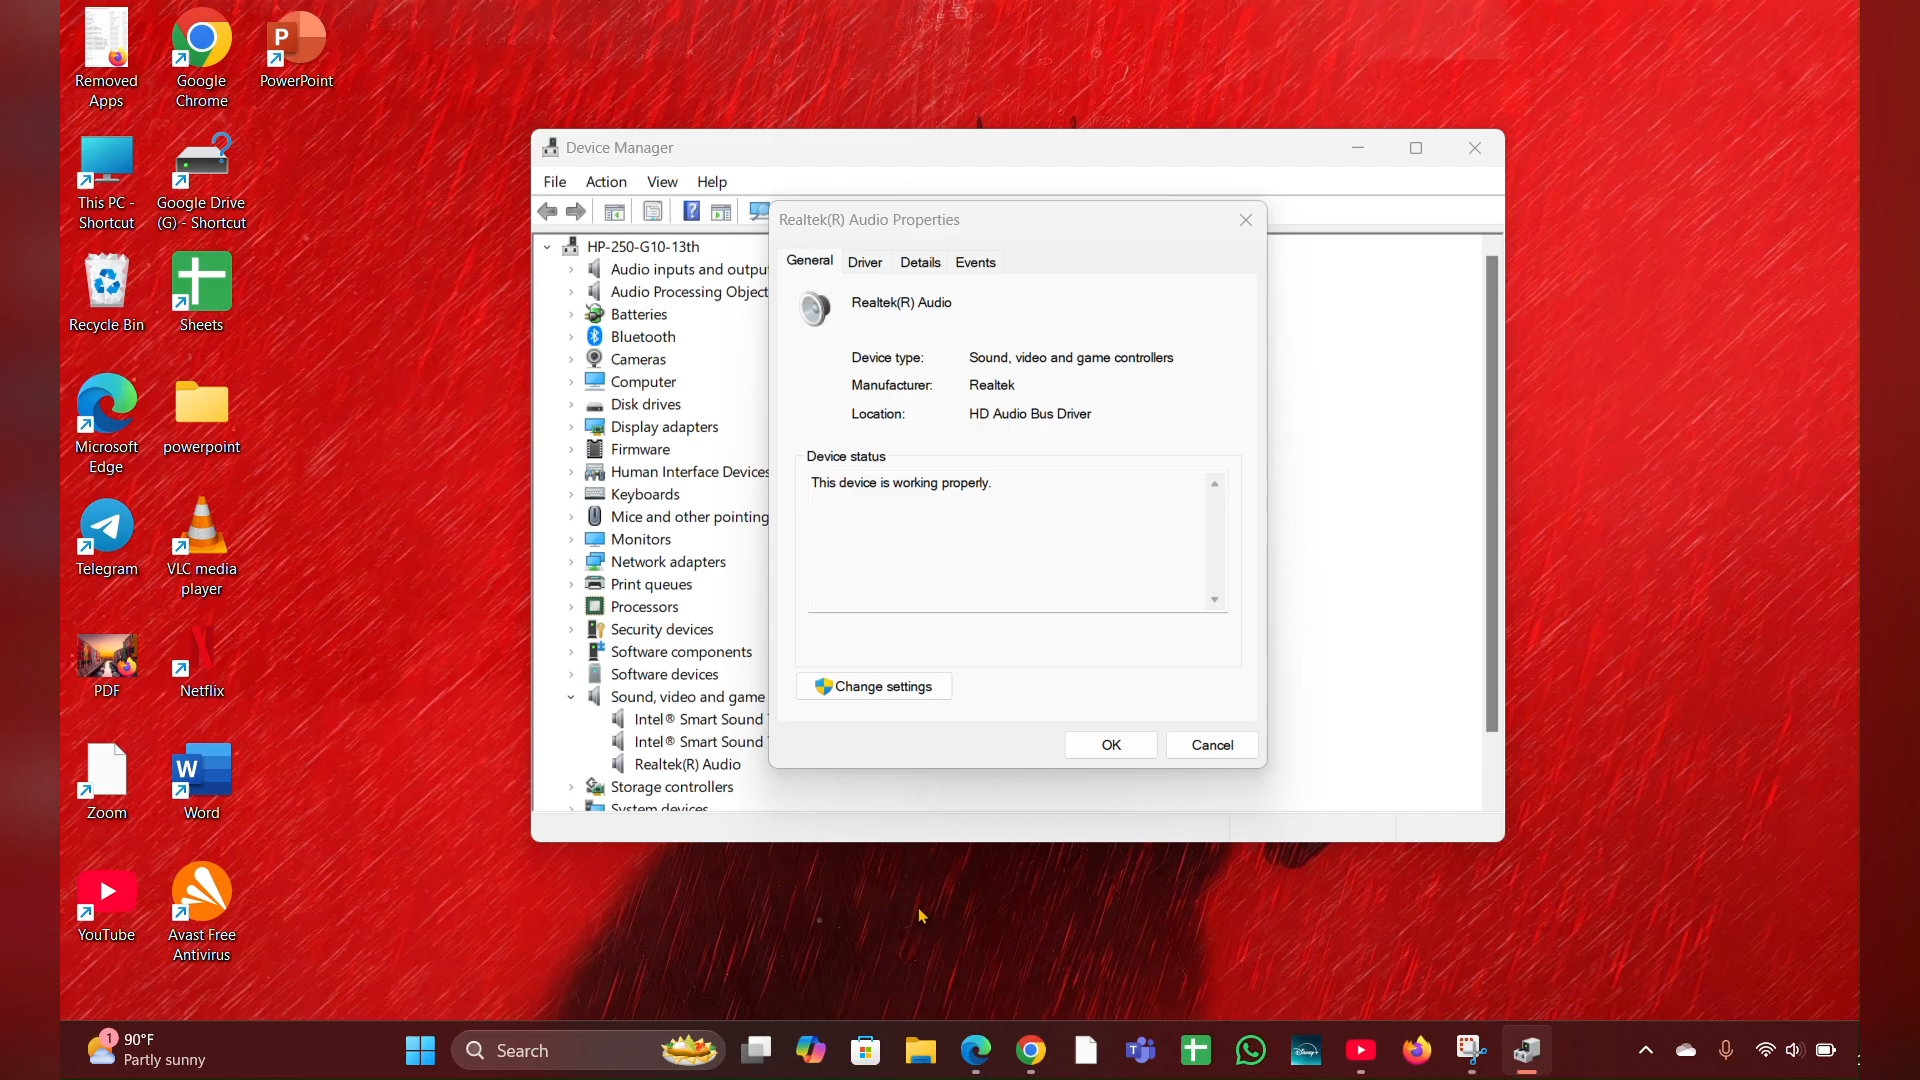 Removed
Apps
Google
Chrome
PowerPoint
This PC -
Shortcut
Google Drive
(G) - Shortcut
Recycle Bin
Sheets
Microsoft
Edge
powerpoint
Telegram
VLC media
player
PDF
Netflix
Zoom
Word
YouTube
Avast Free
Antivirus
Device Manager
File Action View Help
HP-250-G10-13th
Audio inputs and outpu
Audio Processing Object
Batteries
Bluetooth
Cameras
Computer
Disk drives
Display adapters
Firmware
Human Interface Devices
Keyboards
Mice and other pointing
Monitors
Network adapters
Print queues
Processors
Security devices
Software components
Software devices
Sound, video and game
Intel® Smart Sound
Intel® Smart Sound
Realtek(R) Audio
Storage controllers
System devices
Realtek(R) Audio Properties
General Driver Details Events
Realtek(R) Audio
Device type: Sound, video and game controllers
Manufacturer: Realtek
Location: HD Audio Bus Driver
Device status
This device is working properly.
Change settings
OK Cancel
1
90°F
Partly sunny
Search
Disney+